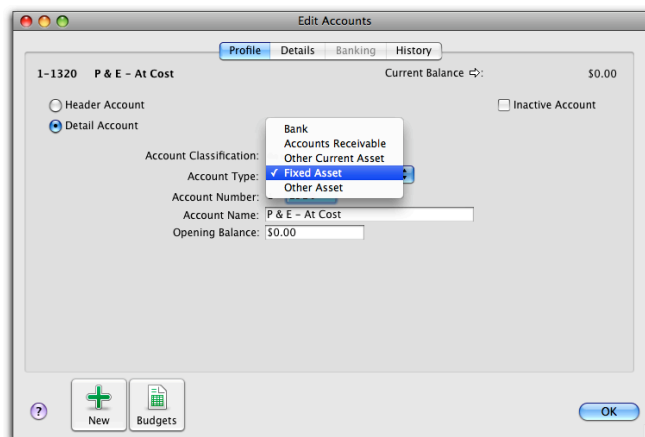 Edit Accounts
Profile Details Banking History
1-1320 P & E - At Cost Current Balance ⇨: $0.00
Header Account Inactive Account
Detail Account
Bank
Accounts Receivable
Account Classification: Other Current Asset
Account Type: ✓ Fixed Asset
Other Asset
Account Number:
Account Name: P & E - At Cost
Opening Balance: $0.00
? New Budgets OK